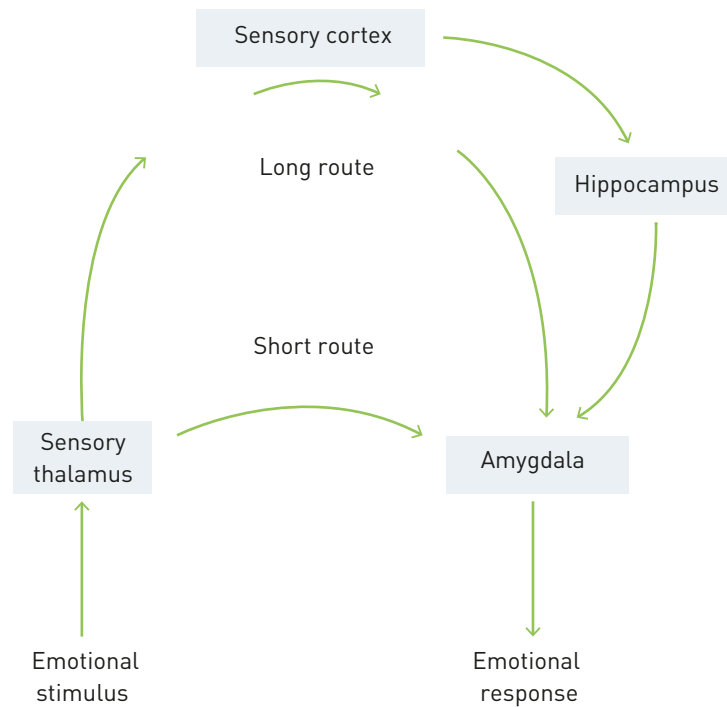 Sensory cortex
Long route
Hippocampus
Short route
Sensory
thalamus
Amygdala
Emotional
stimulus
Emotional
response